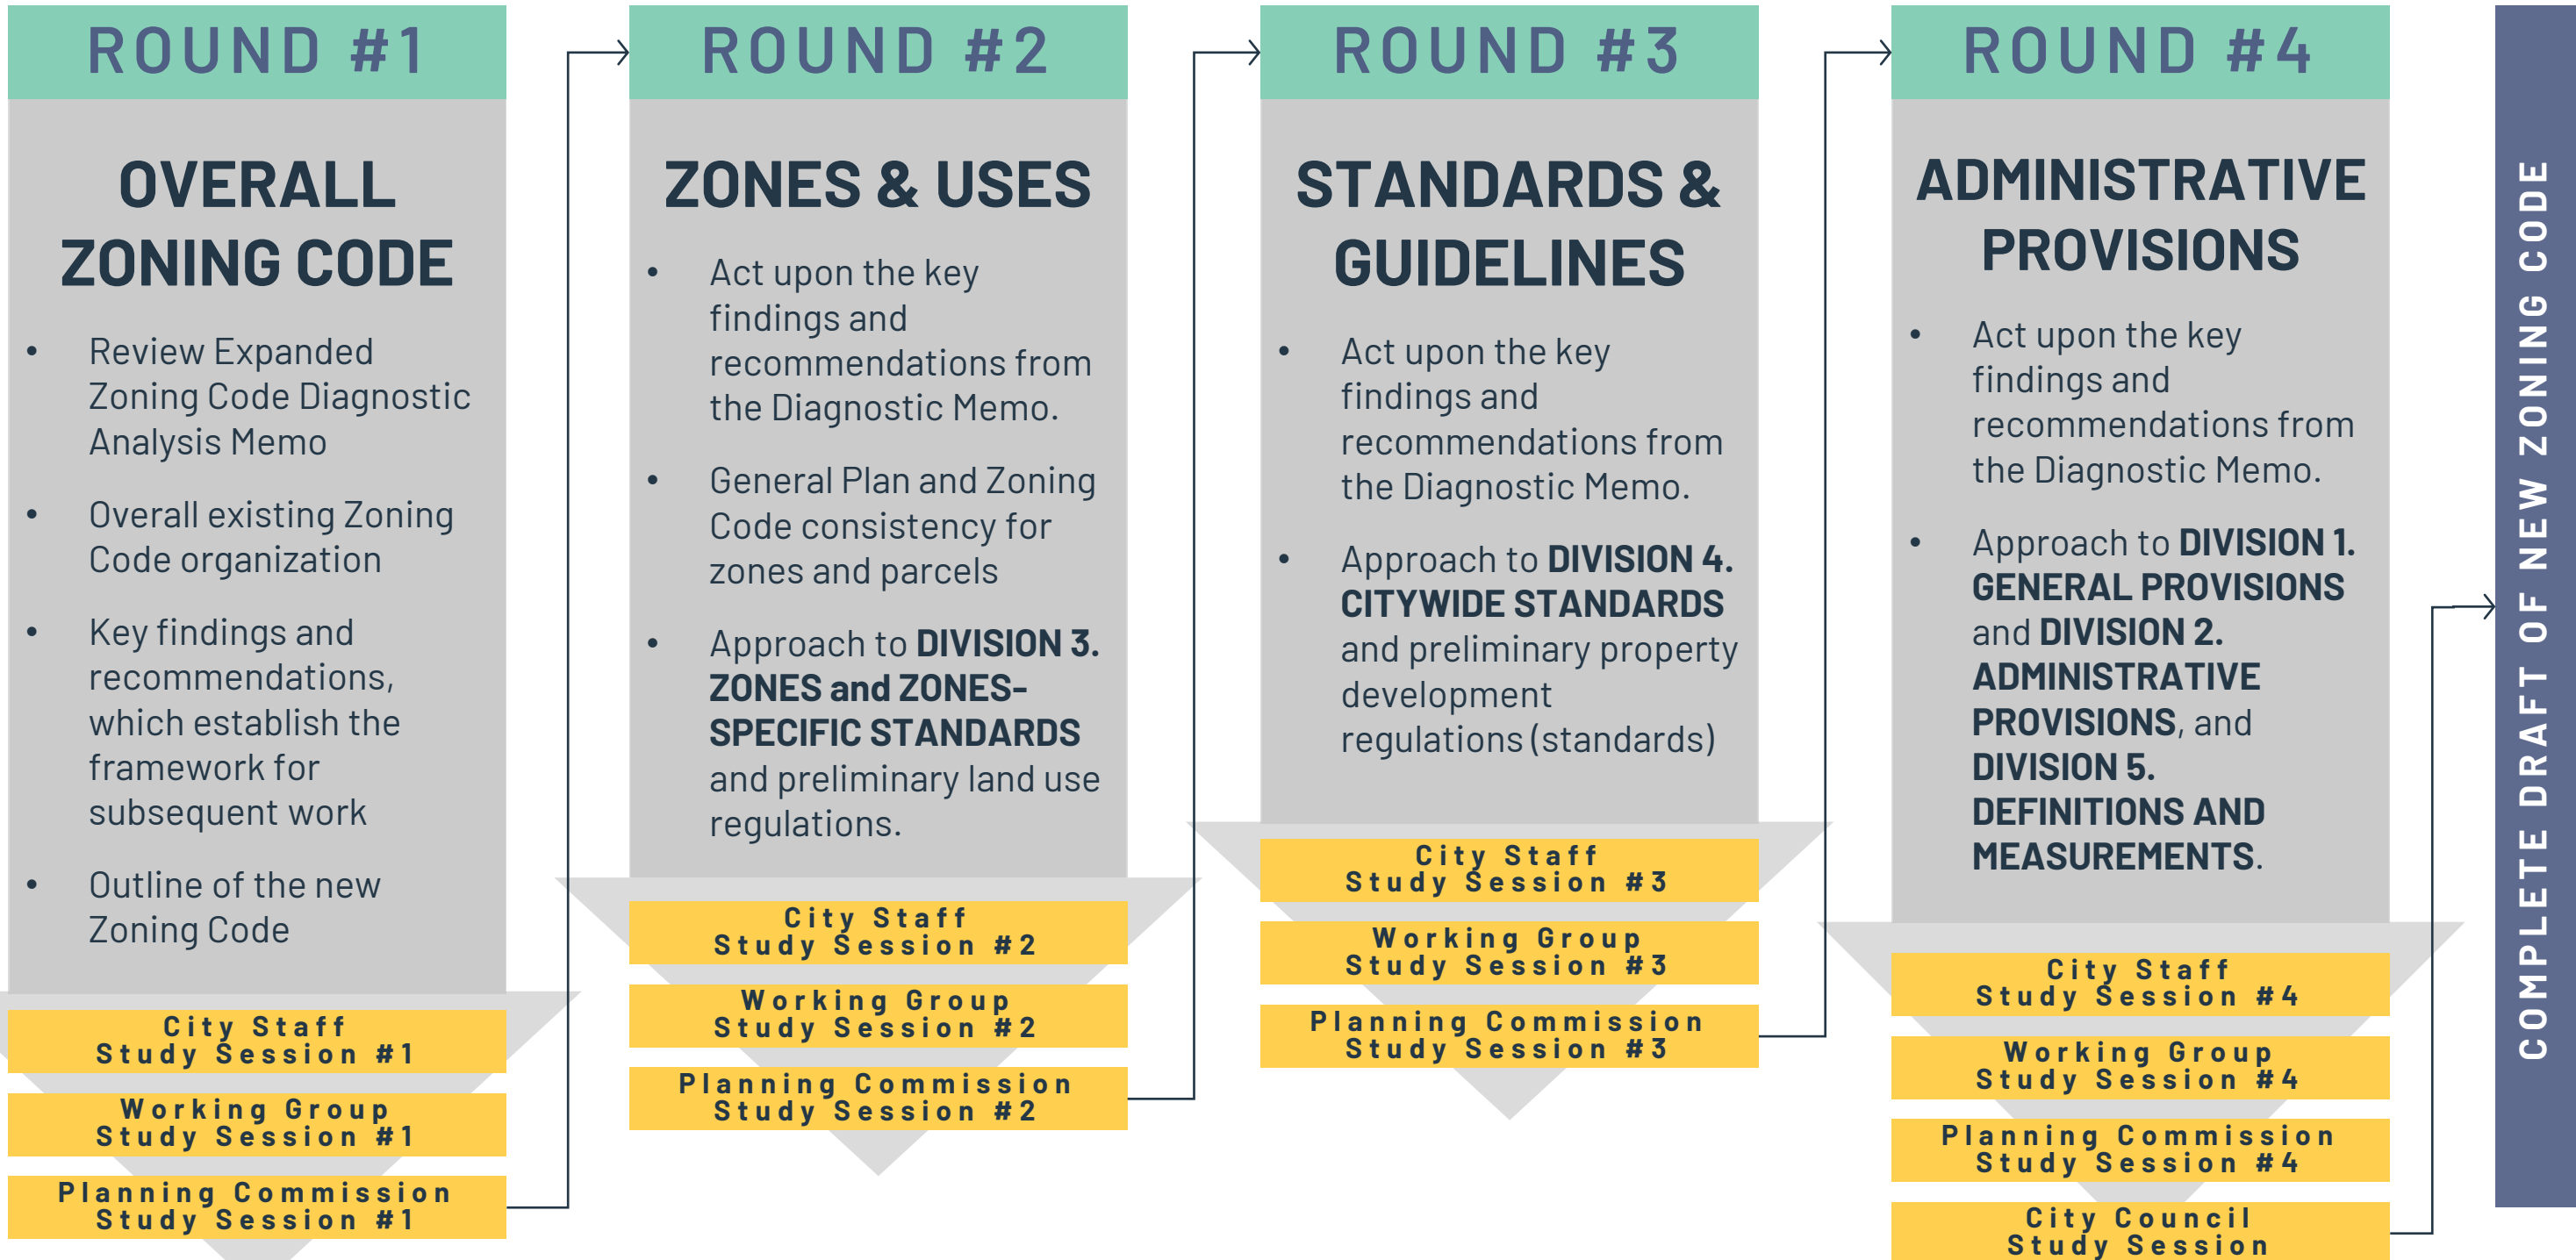 ROUND #1
OVERALL
ZONING CODE
• Review Expanded
Zoning Code Diagnostic
Analysis Memo
• Overall existing Zoning
Code organization
• Key findings and
recommendations,
which establish the
framework for
subsequent work
• Outline of the new
Zoning Code
City Staff
Study Session #1
Working Group
Study Session #1
Planning Commission
Study Session #1
ROUND #2
ZONES & USES
• Act upon the key
findings and
recommendations from
the Diagnostic Memo.
• General Plan and Zoning
Code consistency for
zones and parcels
• Approach to DIVISION 3.
ZONES and ZONES-
SPECIFIC STANDARDS
and preliminary land use
regulations.
City Staff
Study Session #2
Working Group
Study Session #2
Planning Commission
Study Session #2
ROUND #3
STANDARDS &
GUIDELINES
• Act upon the key
findings and
recommendations from
the Diagnostic Memo.
• Approach to DIVISION 4.
CITYWIDE STANDARDS
and preliminary property
development
regulations (standards)
City Staff
Study Session #3
Working Group
Study Session #3
Planning Commission
Study Session #3
ROUND #4
ADMINISTRATIVE
PROVISIONS
• Act upon the key
findings and
recommendations from
the Diagnostic Memo.
• Approach to DIVISION 1.
GENERAL PROVISIONS
and DIVISION 2.
ADMINISTRATIVE
PROVISIONS, and
DIVISION 5.
DEFINITIONS AND
MEASUREMENTS.
City Staff
Study Session #4
Working Group
Study Session #4
Planning Commission
Study Session #4
City Council
Study Session
COMPLETE DRAFT OF NEW ZONING CODE